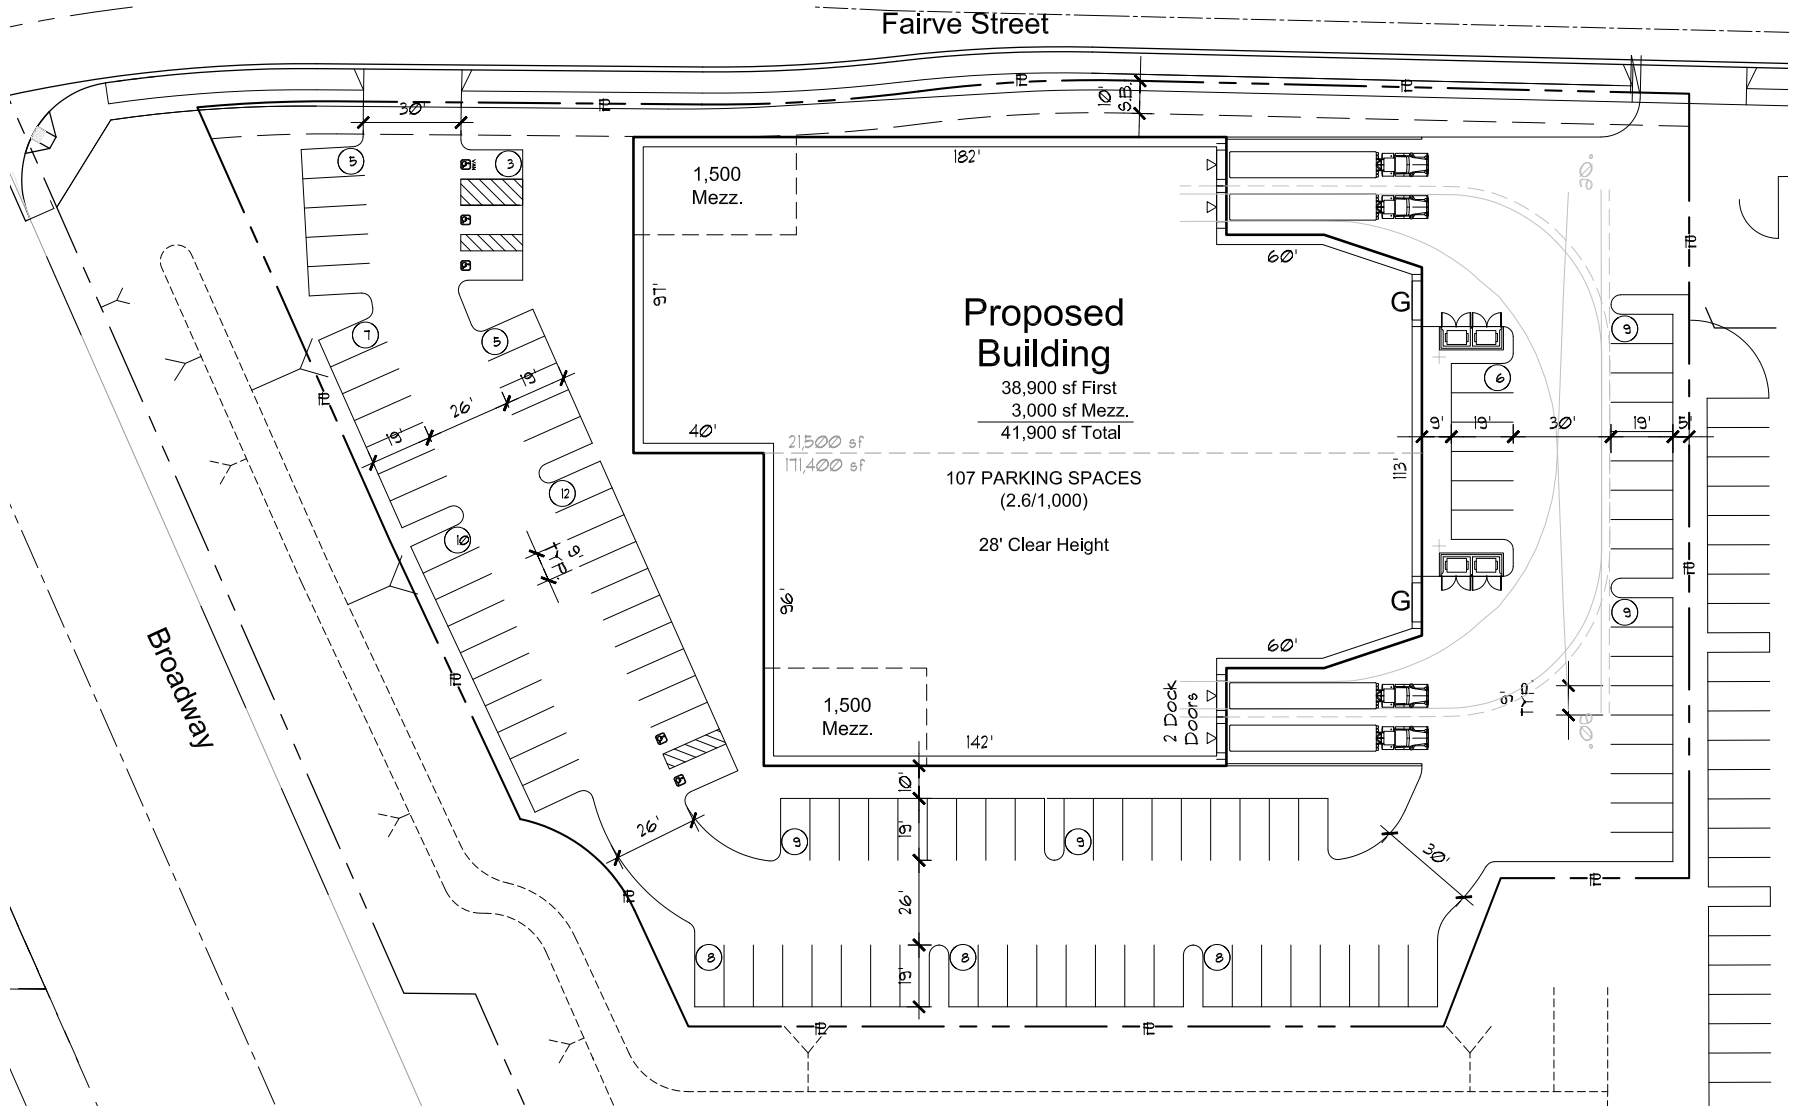 Fairve Street
30'
10'
S.B.
5
3
182'
1,500
Mezz.
30'
60'
97'
7
5
Proposed
Building
G
9
38,900 sf First
3,000 sf Mezz.
41,900 sf Total
19'
26'
19'
6
40'
21,500 sf
17,400 sf
9'
19'
30'
19'
5'
113'
107 PARKING SPACES
(2.6/1,000)
12
10
28' Clear Height
9'
TYP.
96'
G
9
Broadway
60'
1,500
Mezz.
2 Dock
Doors
9'
TYP.
30'
142'
10'
26'
9
9
19'
30'
26'
8
8
8
19'